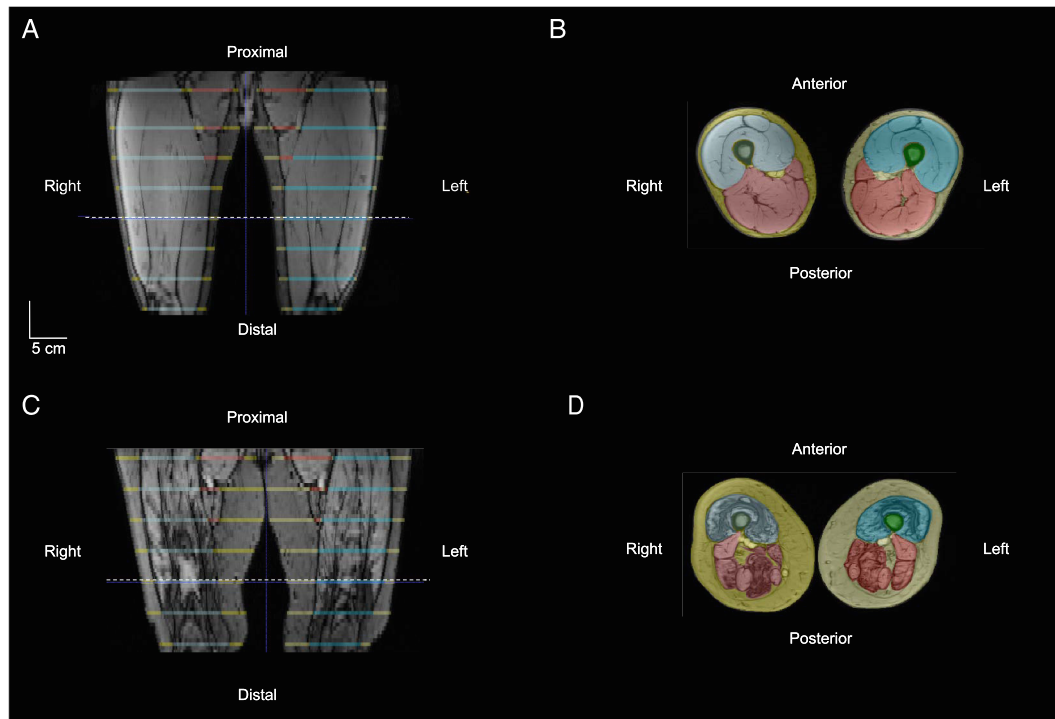 A
Proximal
Right
Left
Distal
5 cm
B
Anterior
Right
Left
Posterior
C
Proximal
Right
Left
Distal
D
Anterior
Right
Left
Posterior